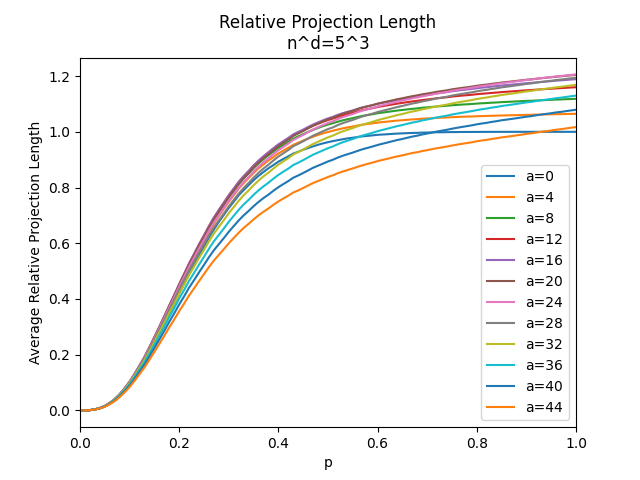 Relative Projection Length
n^d=5^3
Average Relative Projection Length
1.2
1.0
0.8
0.6
0.4
0.2
0.0
a=0
a=4
a=8
a=12
a=16
a=20
a=24
a=28
a=32
a=36
a=40
a=44
0.0 0.2 0.4 0.6 0.8 1.0
p